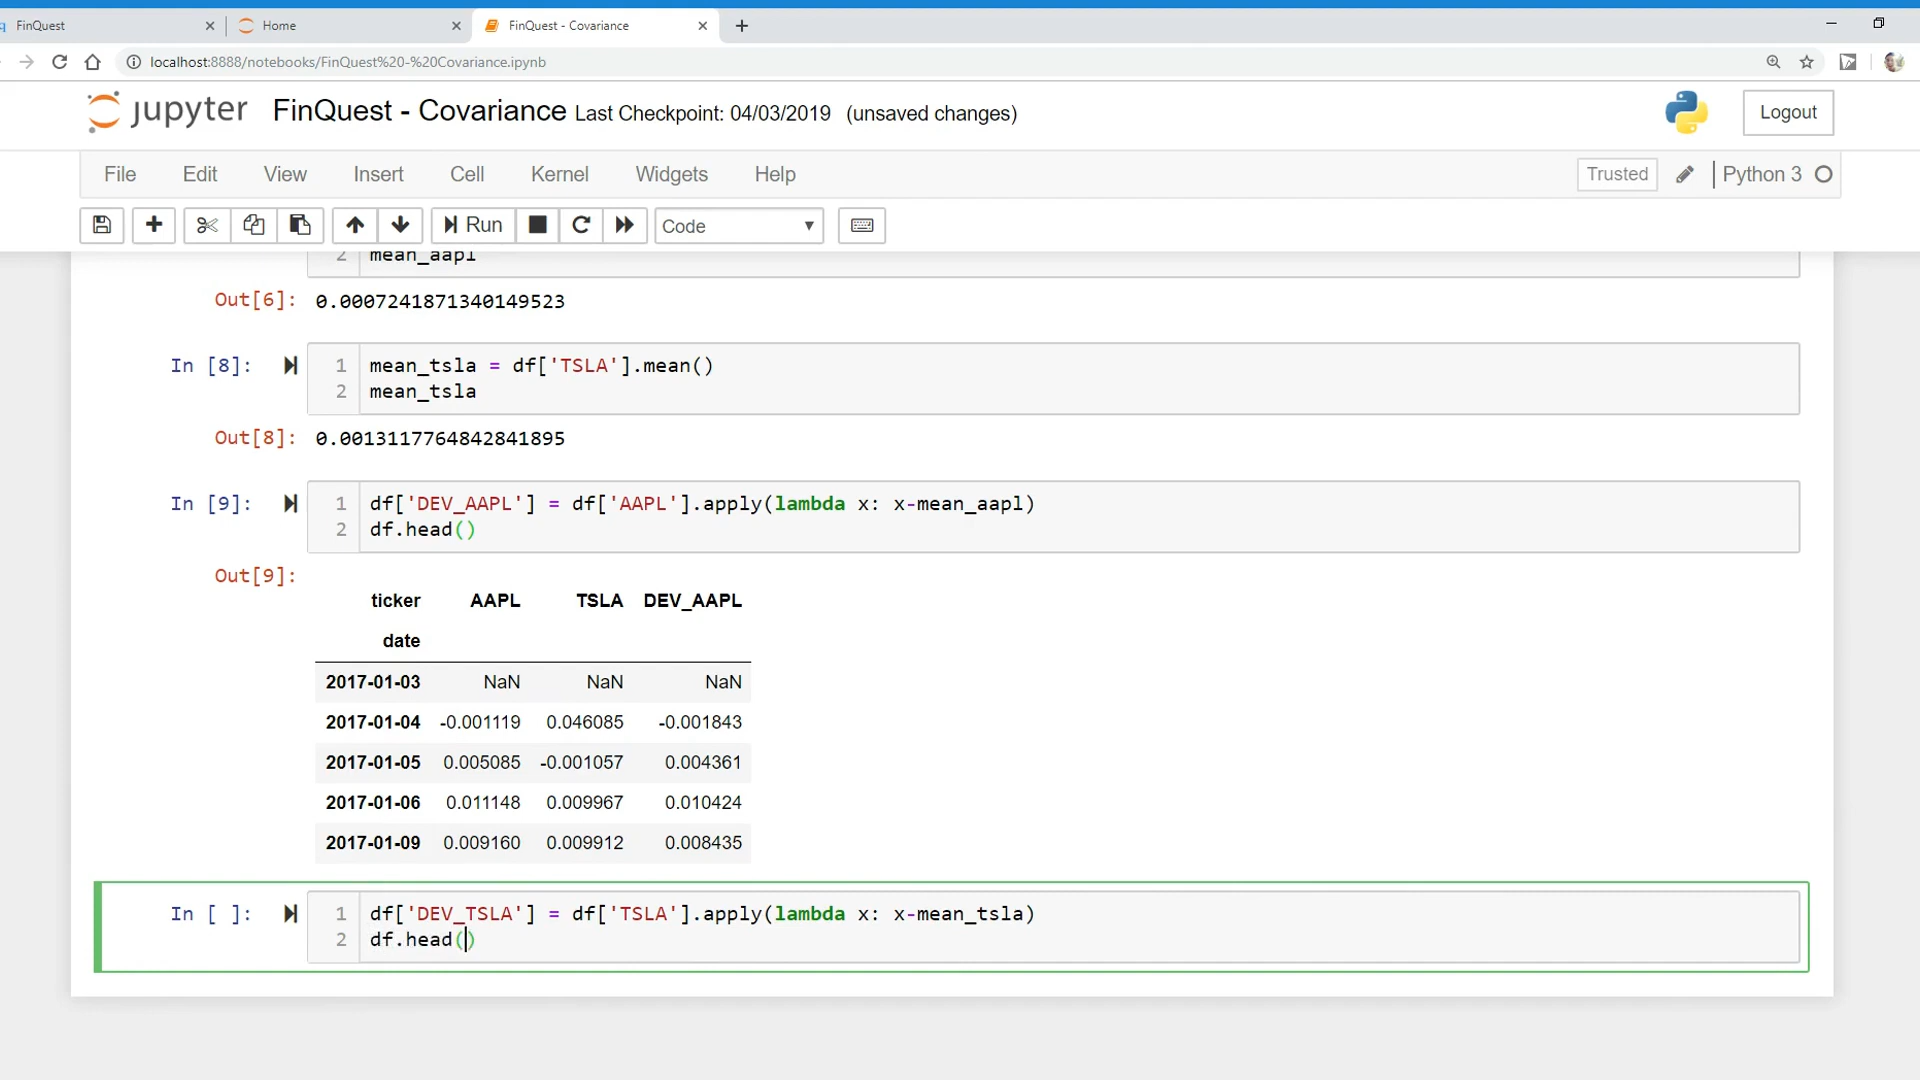 FinQuest
Home
FinQuest - Covariance
localhost:8888/notebooks/FinQuest%20-%20Covariance.ipynb
jupyter FinQuest - Covariance Last Checkpoint: 04/03/2019 (unsaved changes)
Logout
File Edit View Insert Cell Kernel Widgets Help
Trusted Python 3
Run Code
2 mean_aapl
Out[6]: 0.0007241871340149523
In [8]: 1 mean_tsla = df['TSLA'].mean()
2 mean_tsla
Out[8]: 0.0013117764842841895
In [9]: 1 df['DEV_AAPL'] = df['AAPL'].apply(lambda x: x-mean_aapl)
2 df.head()
Out[9]:
ticker AAPL TSLA DEV_AAPL
date
2017-01-03 NaN NaN NaN
2017-01-04 -0.001119 0.046085 -0.001843
2017-01-05 0.005085 -0.001057 0.004361
2017-01-06 0.011148 0.009967 0.010424
2017-01-09 0.009160 0.009912 0.008435
In [ ]: 1 df['DEV_TSLA'] = df['TSLA'].apply(lambda x: x-mean_tsla)
2 df.head()